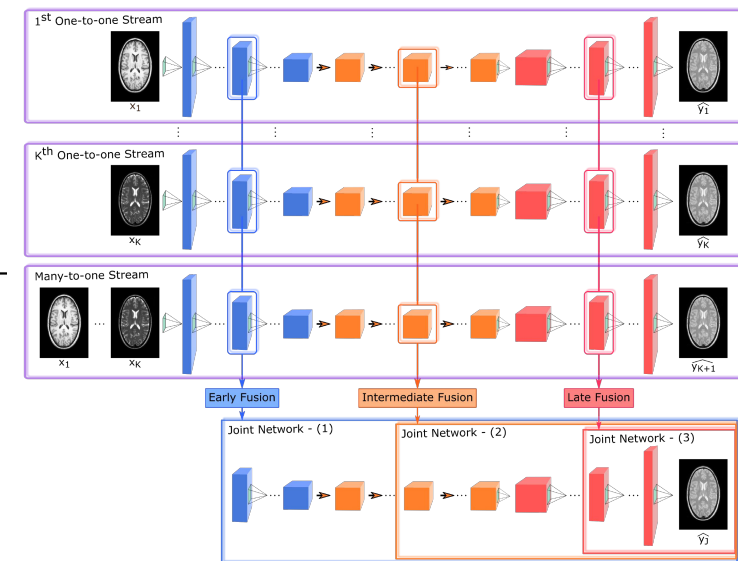 1st One-to-one Stream
x1
ŷ1
Kth One-to-one Stream
xK
ŷK
Many-to-one Stream
x1
xK
ŷK+1
Early Fusion
Intermediate Fusion
Late Fusion
Joint Network - (1)
Joint Network - (2)
Joint Network - (3)
ŷJ